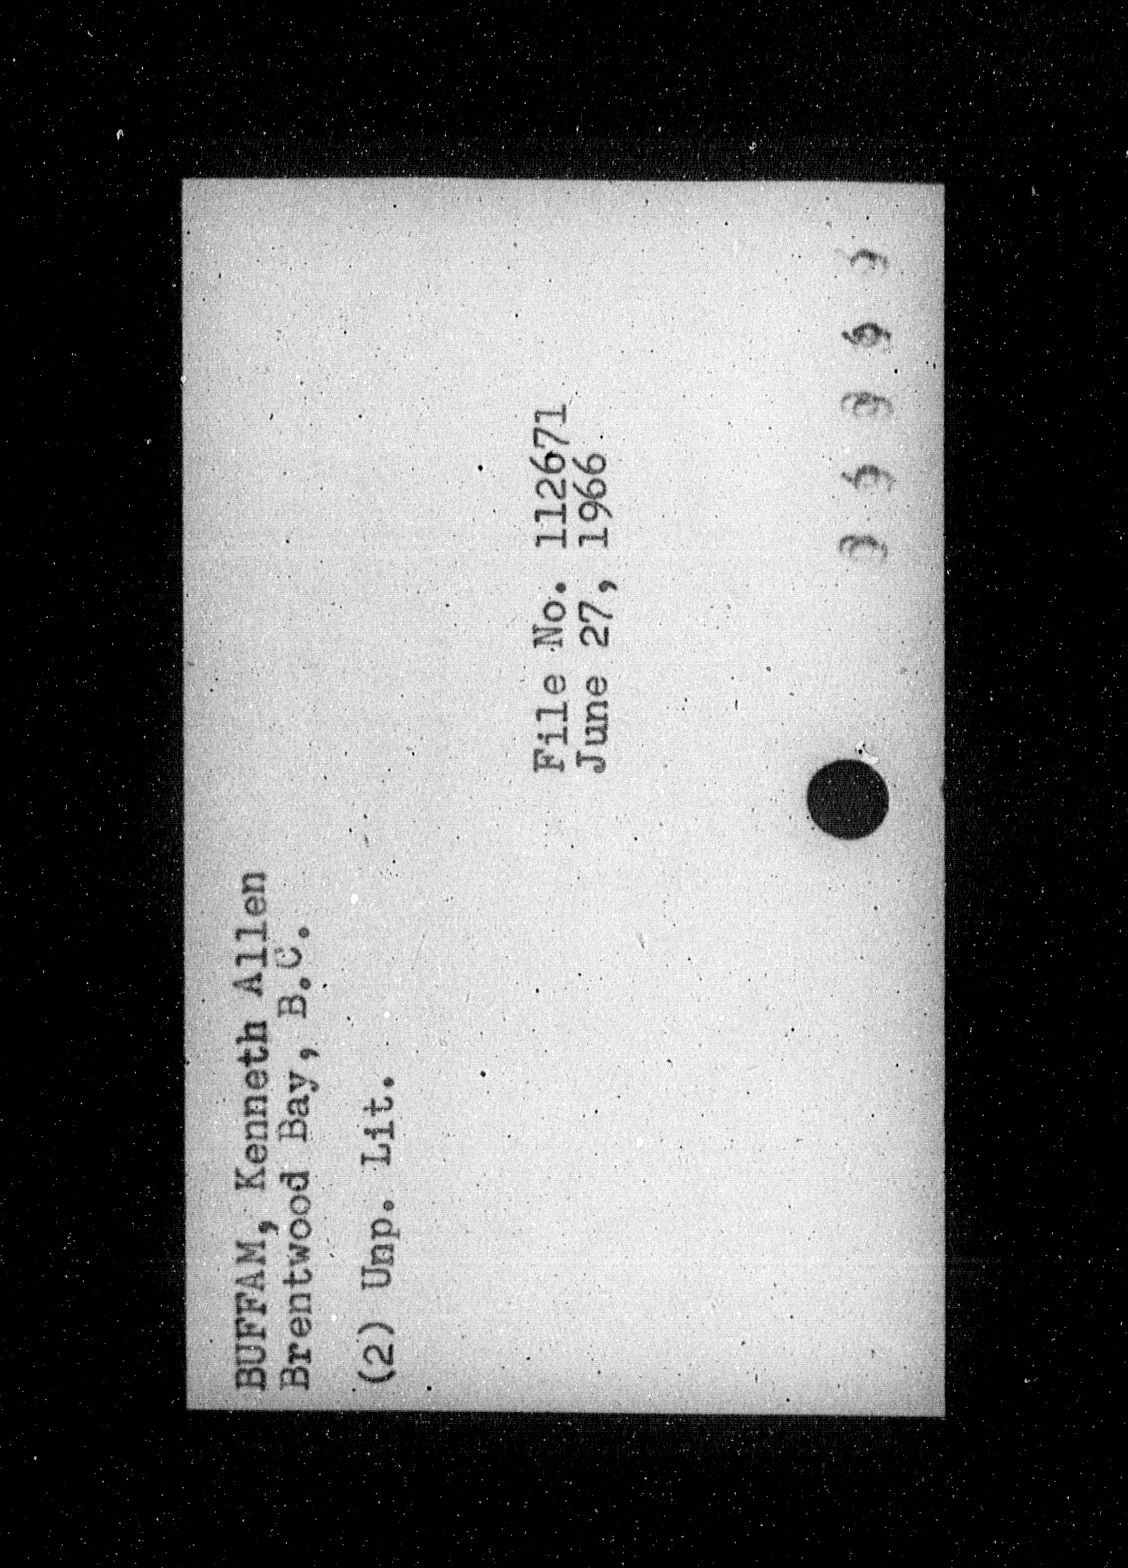 BUFFAM, Kenneth Allen
Brentwood Bay, B.C.
(2) Unp. Lit.
File No. 112671
June 27, 1966